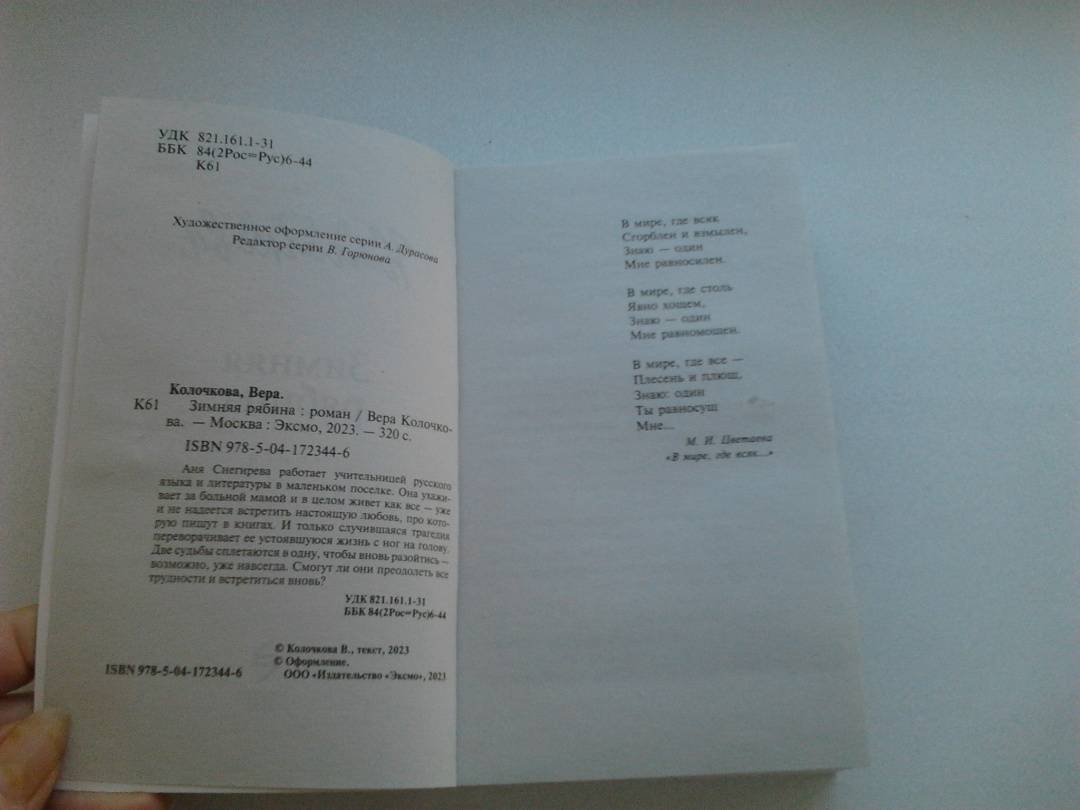 УДК 821.161.1-31
ББК 84(2Рос=Рус)6-44
К61
Художественное оформление серии А. Дурасова
Редактор серии В. Горюнова
Колочкова, Вера.
К61 Зимняя рябина : роман / Вера Колочко-
ва. — Москва : Эксмо, 2023. — 320 с.
ISBN 978-5-04-172344-6
Аня Снегирева работает учительницей русского
языка и литературы в маленьком поселке. Она ухажи-
вает за больной мамой и в целом живет как все — уже
и не надеется встретить настоящую любовь, про кото-
рую пишут в книгах. И только случившаяся трагедия
переворачивает ее устоявшуюся жизнь с ног на голову.
Две судьбы сплетаются в одну, чтобы вновь разойтись —
возможно, уже навсегда. Смогут ли они преодолеть все
трудности и встретиться вновь?
УДК 821.161.1-31
ББК 84(2Рос=Рус)6-44
© Колочкова В., текст, 2023
© Оформление.
ООО «Издательство «Эксмо», 2023
ISBN 978-5-04-172344-6
В мире, где всяк
Сгорблен и взмылен,
Знаю — один
Мне равносилен.
В мире, где столь
Явно хощем,
Знаю — один
Мне равномощен.
В мире, где все —
Плесень и плющ,
Знаю: один
Ты равносущ
Мне...
М. И. Цветаева
«В мире, где всяк...»